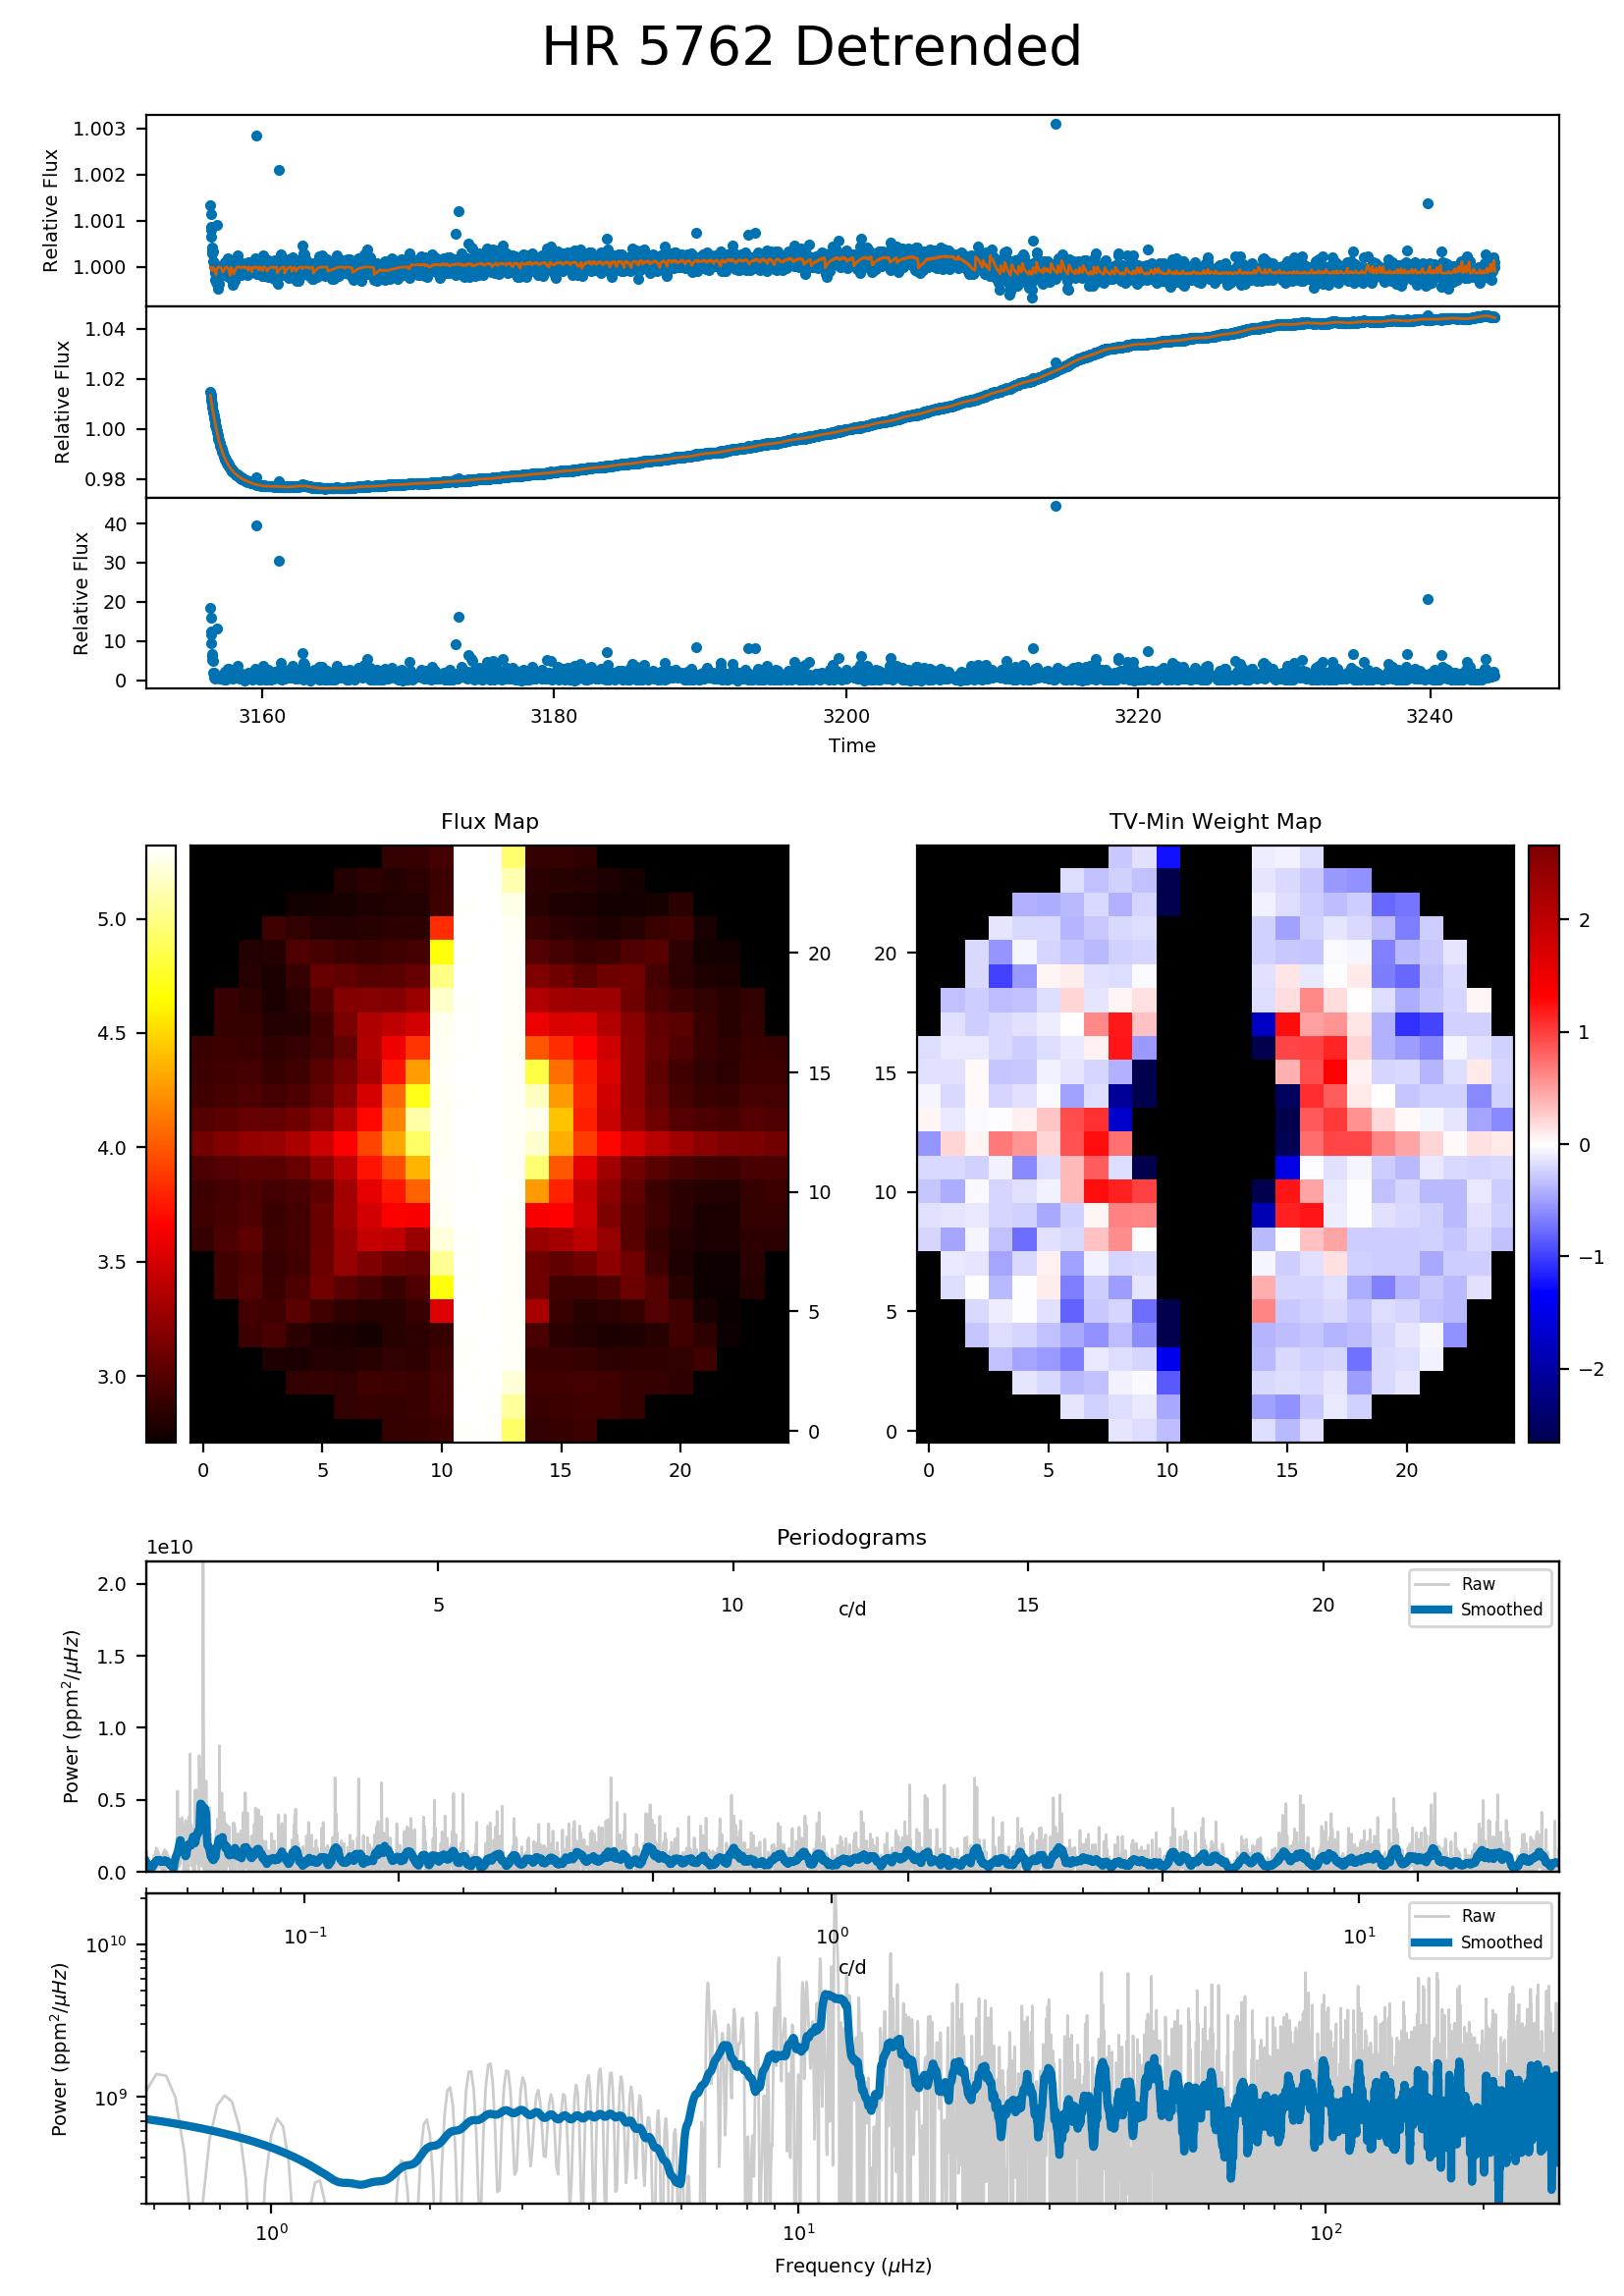 HR 5762 Detrended
1.003
1.002
1.001
1.000
Relative Flux
1.04
1.02
1.00
0.98
Relative Flux
40
30
20
10
0
Relative Flux
3160 3180 3200 3220 3240
Time
Flux Map
5.0
4.5
4.0
3.5
3.0
20
15
10
5
0
0 5 10 15 20
TV-Min Weight Map
20
15
10
5
0
0 5 10 15 20
2
1
0
−1
−2
Periodograms
1e10
2.0
1.5
1.0
0.5
0.0
Power (ppm²/μHz)
5 10 15 20
c/d
Raw
Smoothed
10¹⁰
10⁹
Power (ppm²/μHz)
10⁻¹ 10⁰ 10¹
c/d
Raw
Smoothed
10⁰ 10¹ 10²
Frequency (μHz)